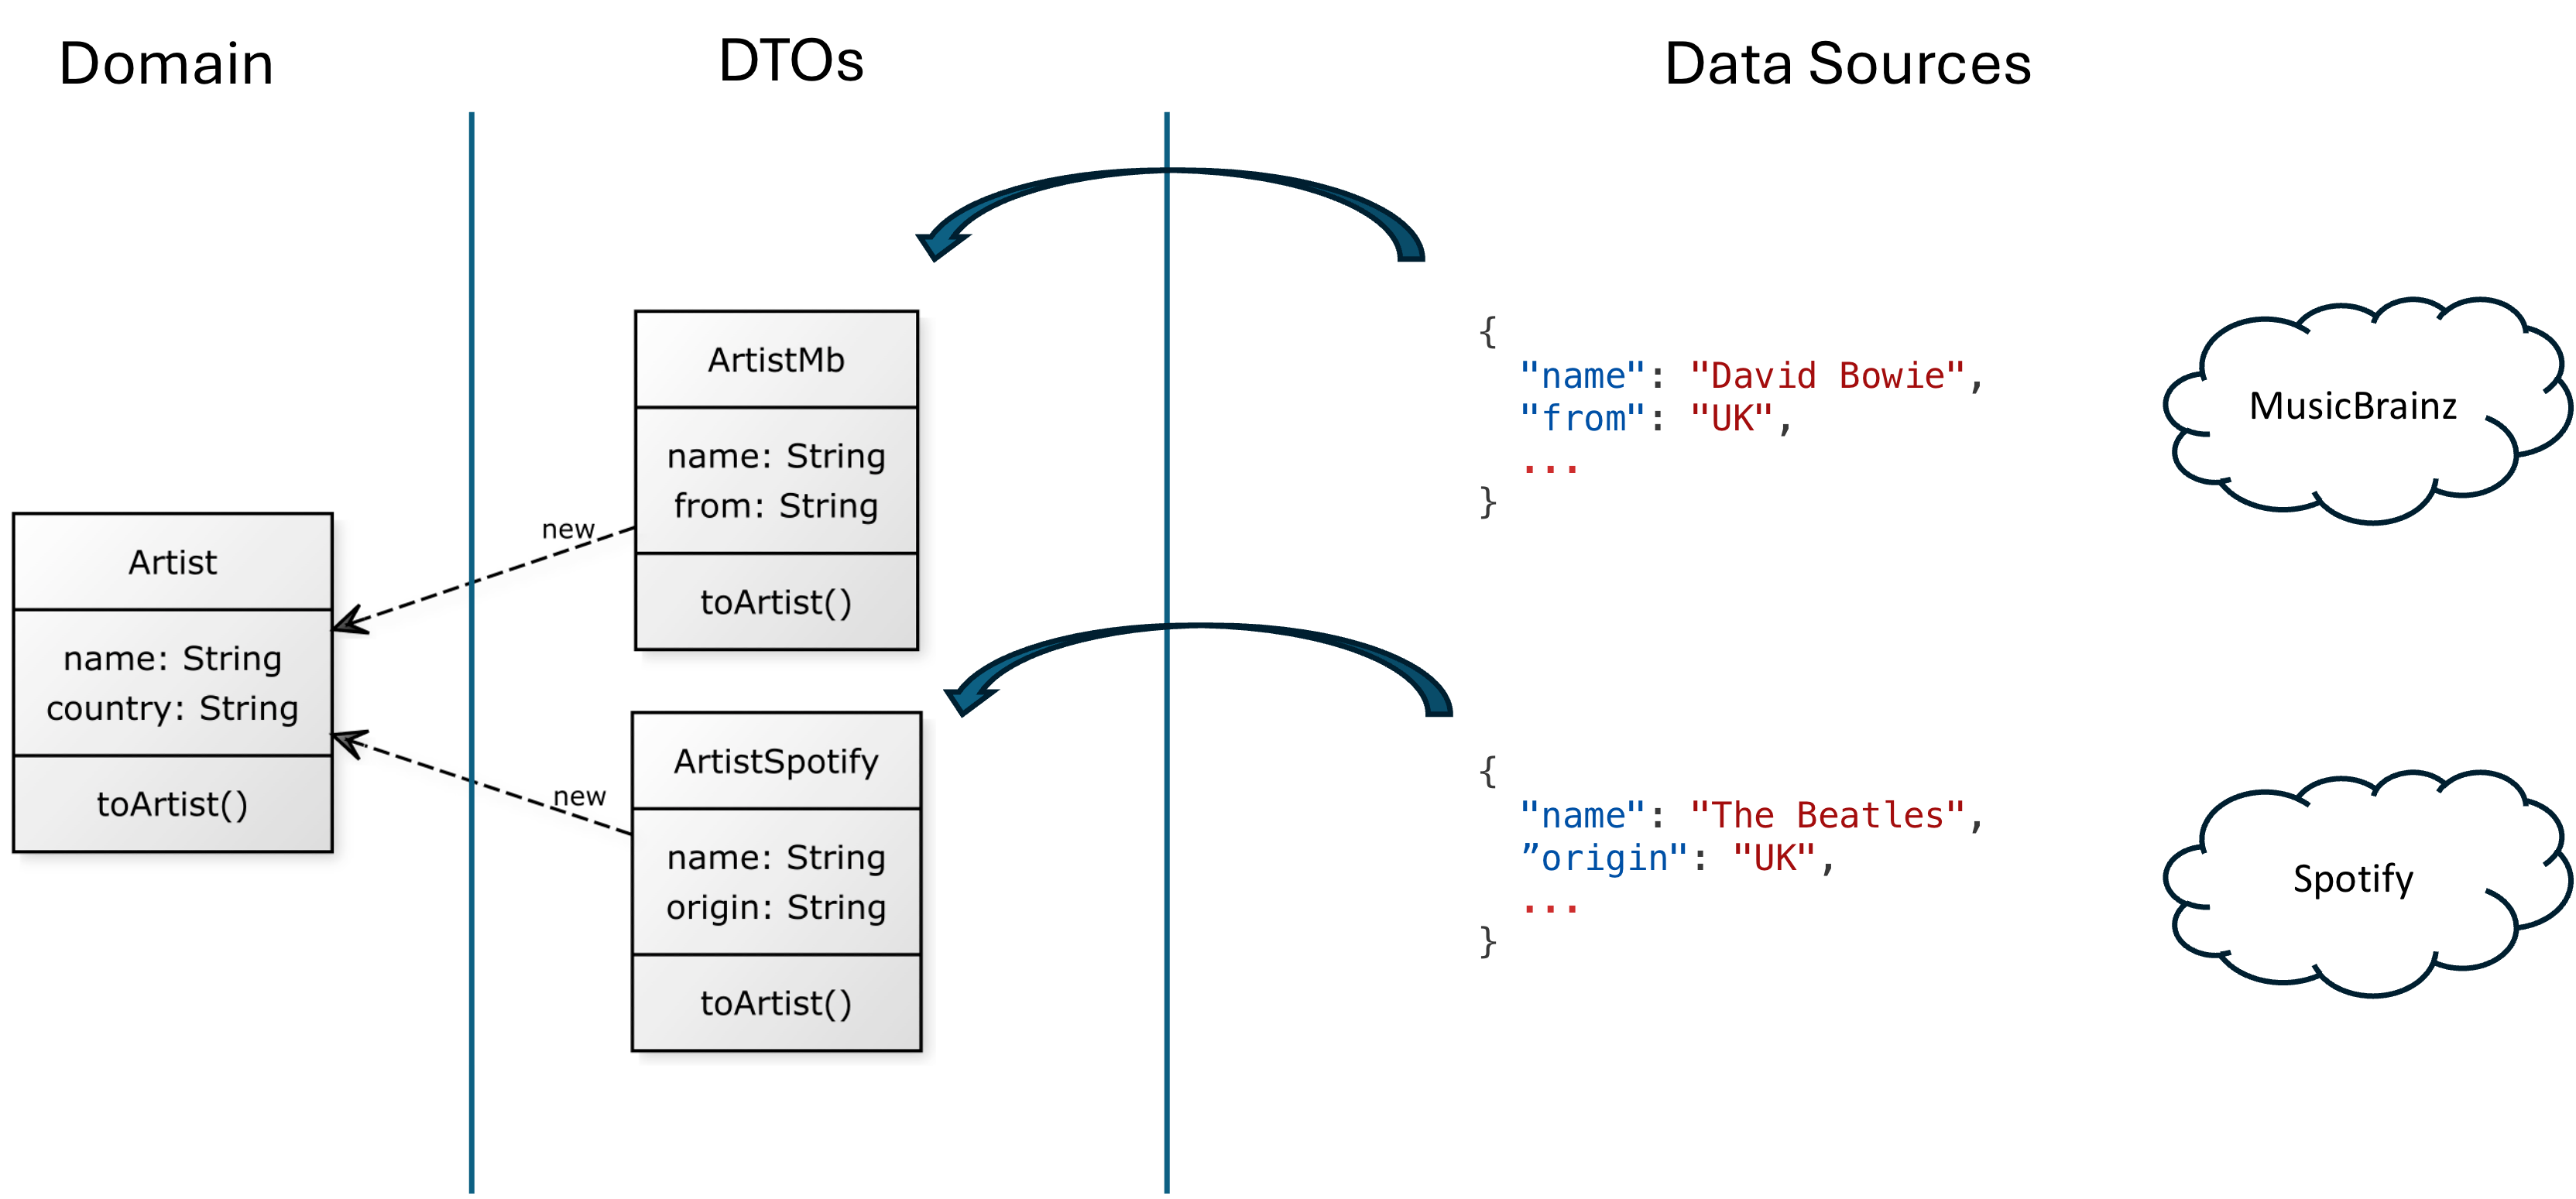 Domain
DTOs
Data Sources
Artist
name: String
country: String
toArtist()
new
new
ArtistMb
name: String
from: String
toArtist()
ArtistSpotify
name: String
origin: String
toArtist()
{
"name": "David Bowie",
"from": "UK",
...
}
MusicBrainz
{
"name": "The Beatles",
”origin": "UK",
...
}
Spotify